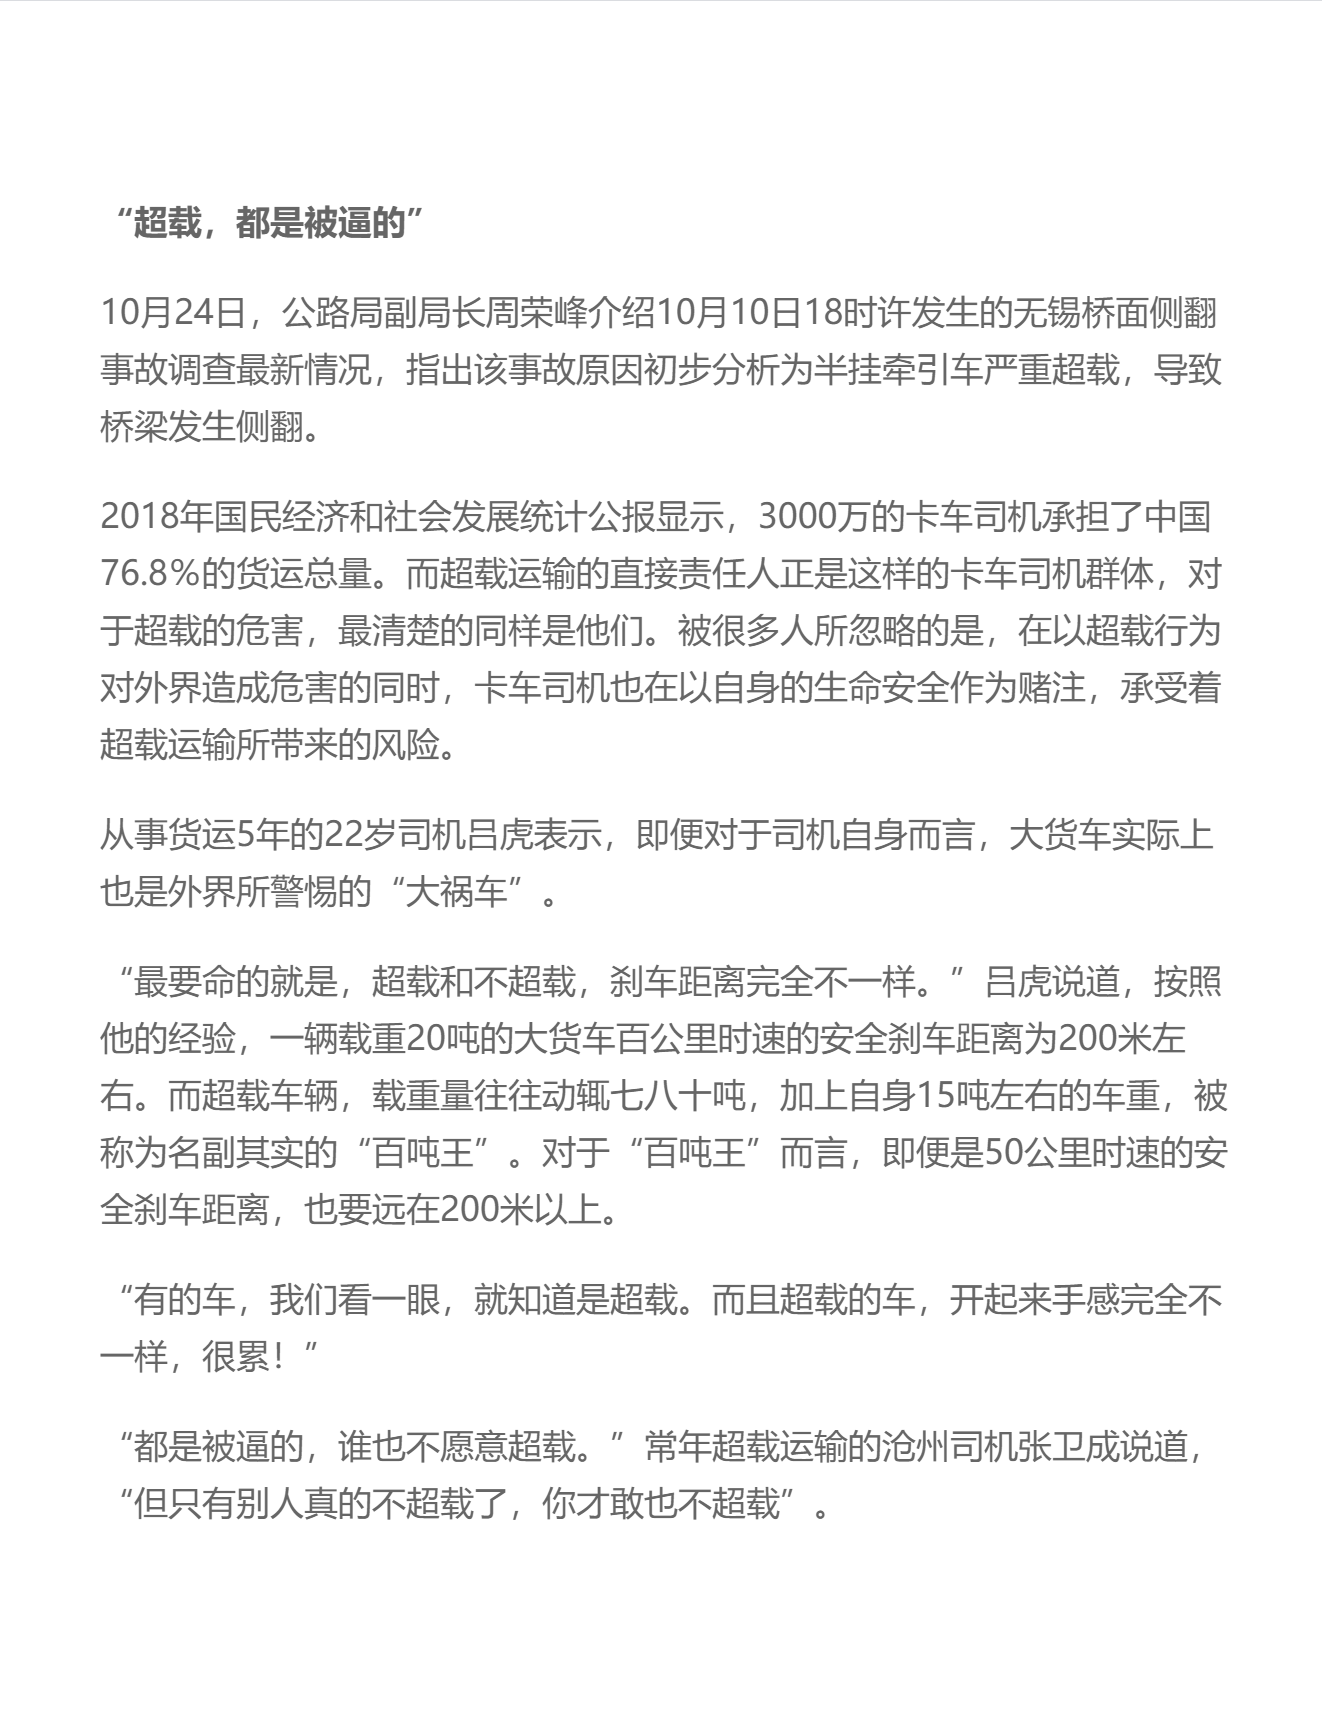 “超载，都是被逼的”
10月24日，公路局副局长周荣峰介绍10月10日18时许发生的无锡桥面侧翻
事故调查最新情况，指出该事故原因初步分析为半挂牵引车严重超载，导致
桥梁发生侧翻。
2018年国民经济和社会发展统计公报显示，3000万的卡车司机承担了中国
76.8%的货运总量。而超载运输的直接责任人正是这样的卡车司机群体，对
于超载的危害，最清楚的同样是他们。被很多人所忽略的是，在以超载行为
对外界造成危害的同时，卡车司机也在以自身的生命安全作为赌注，承受着
超载运输所带来的风险。
从事货运5年的22岁司机吕虎表示，即便对于司机自身而言，大货车实际上
也是外界所警惕的“大祸车”。
“最要命的就是，超载和不超载，刹车距离完全不一样。”吕虎说道，按照
他的经验，一辆载重20吨的大货车百公里时速的安全刹车距离为200米左
右。而超载车辆，载重量往往动辄七八十吨，加上自身15吨左右的车重，被
称为名副其实的“百吨王”。对于“百吨王”而言，即便是50公里时速的安
全刹车距离，也要远在200米以上。
“有的车，我们看一眼，就知道是超载。而且超载的车，开起来手感完全不
一样，很累！”
“都是被逼的，谁也不愿意超载。”常年超载运输的沧州司机张卫成说道，
“但只有别人真的不超载了，你才敢也不超载”。